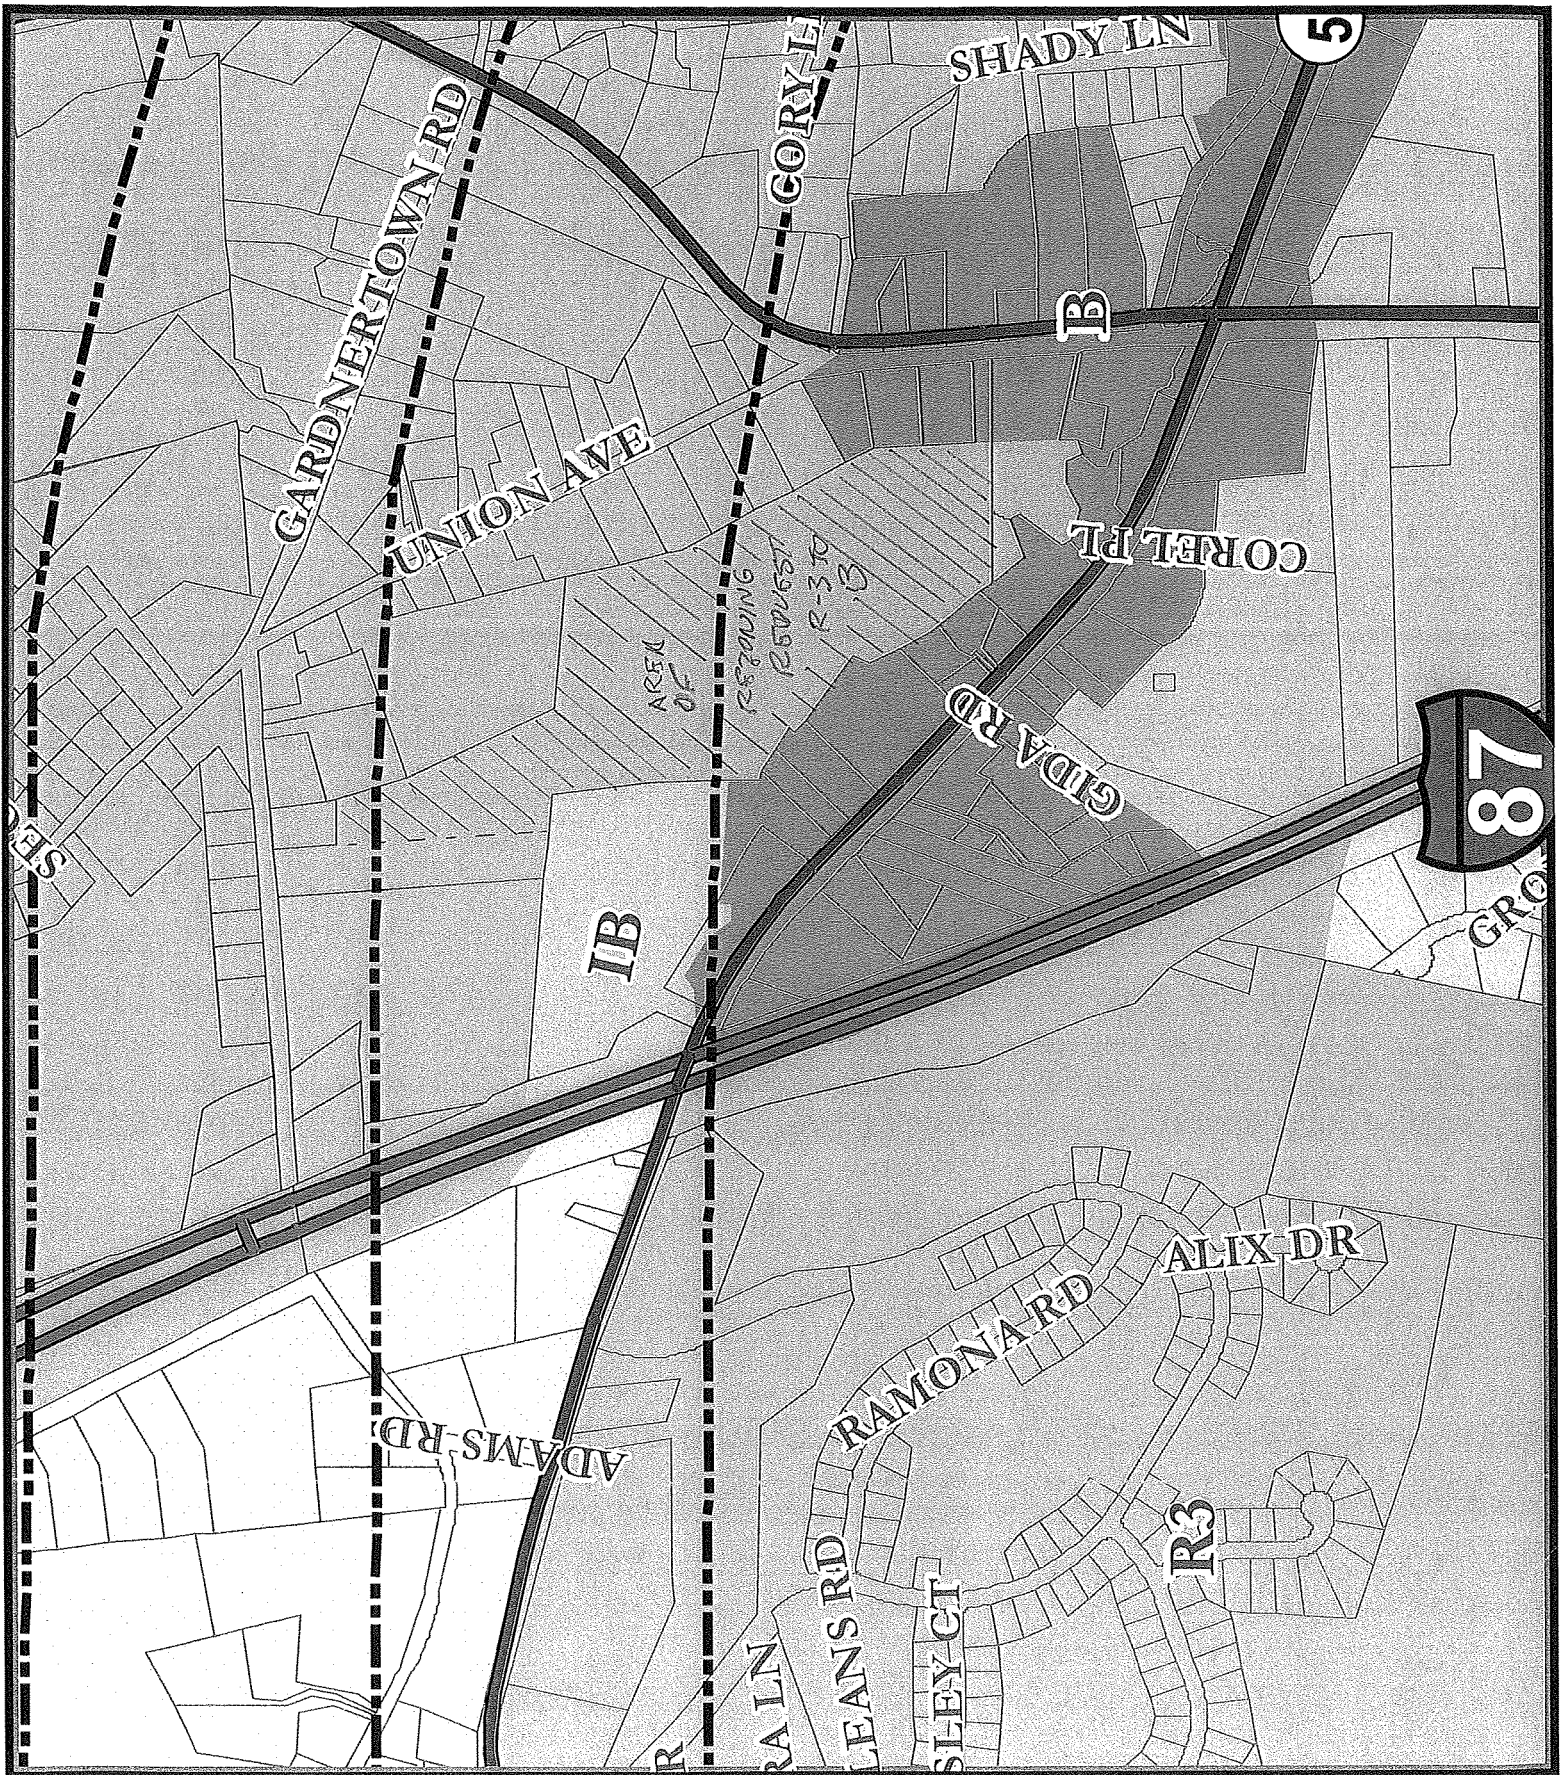 SHADY LN
5
CORY L
GARDNERTOWN RD
B
UNION AVE
COREL PL
AREA
OF
REZONING
REQUEST
R-3 TO
B
GIDA RD
87
IB
GRO
ALIX DR
RAMONA RD
ADAMS RD
R3
LEANS RD
SLEY CT
RA LN
R